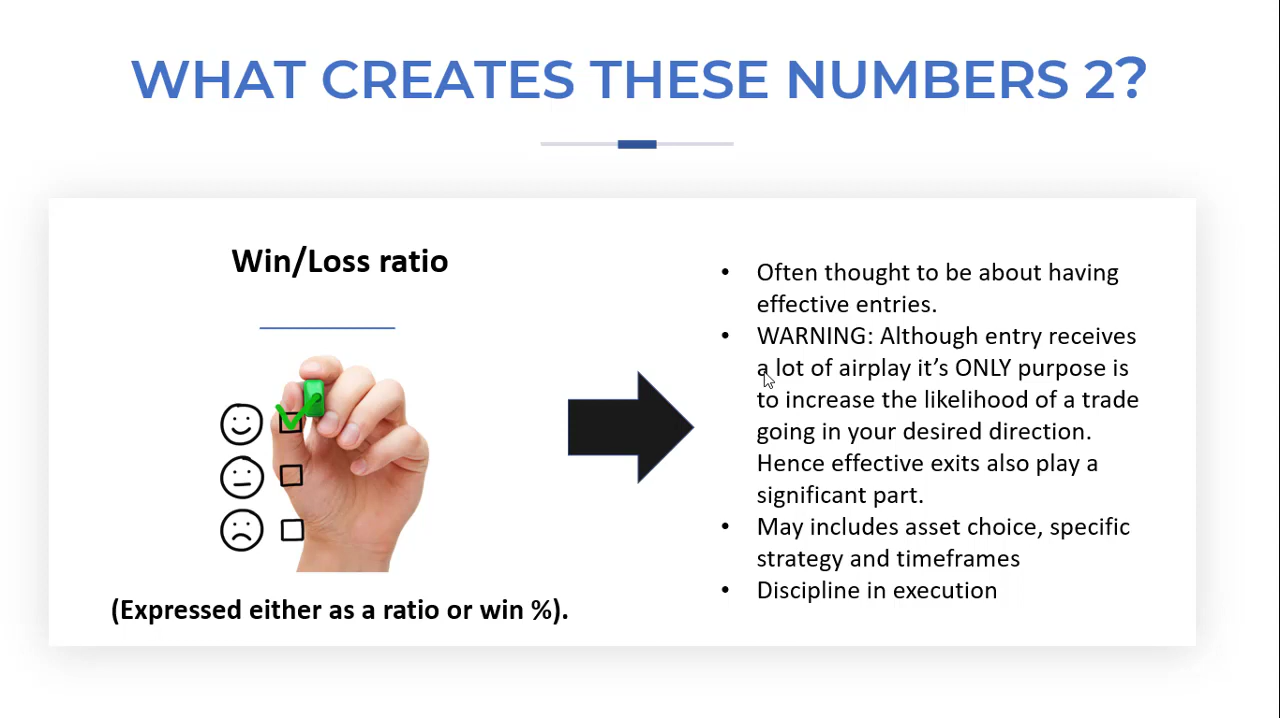 WHAT CREATES THESE NUMBERS 2?
Win/Loss ratio
(Expressed either as a ratio or win %).
• Often thought to be about having
effective entries.
• WARNING: Although entry receives
a lot of airplay it’s ONLY purpose is
to increase the likelihood of a trade
going in your desired direction.
Hence effective exits also play a
significant part.
• May includes asset choice, specific
strategy and timeframes
• Discipline in execution